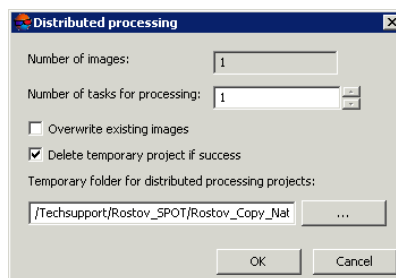 Distributed processing
Number of images: 1
Number of tasks for processing: 1
Overwrite existing images
Delete temporary project if success
Temporary folder for distributed processing projects:
/Techsupport/Rostov_SPOT/Rostov_Copy_Nat ...
OK Cancel